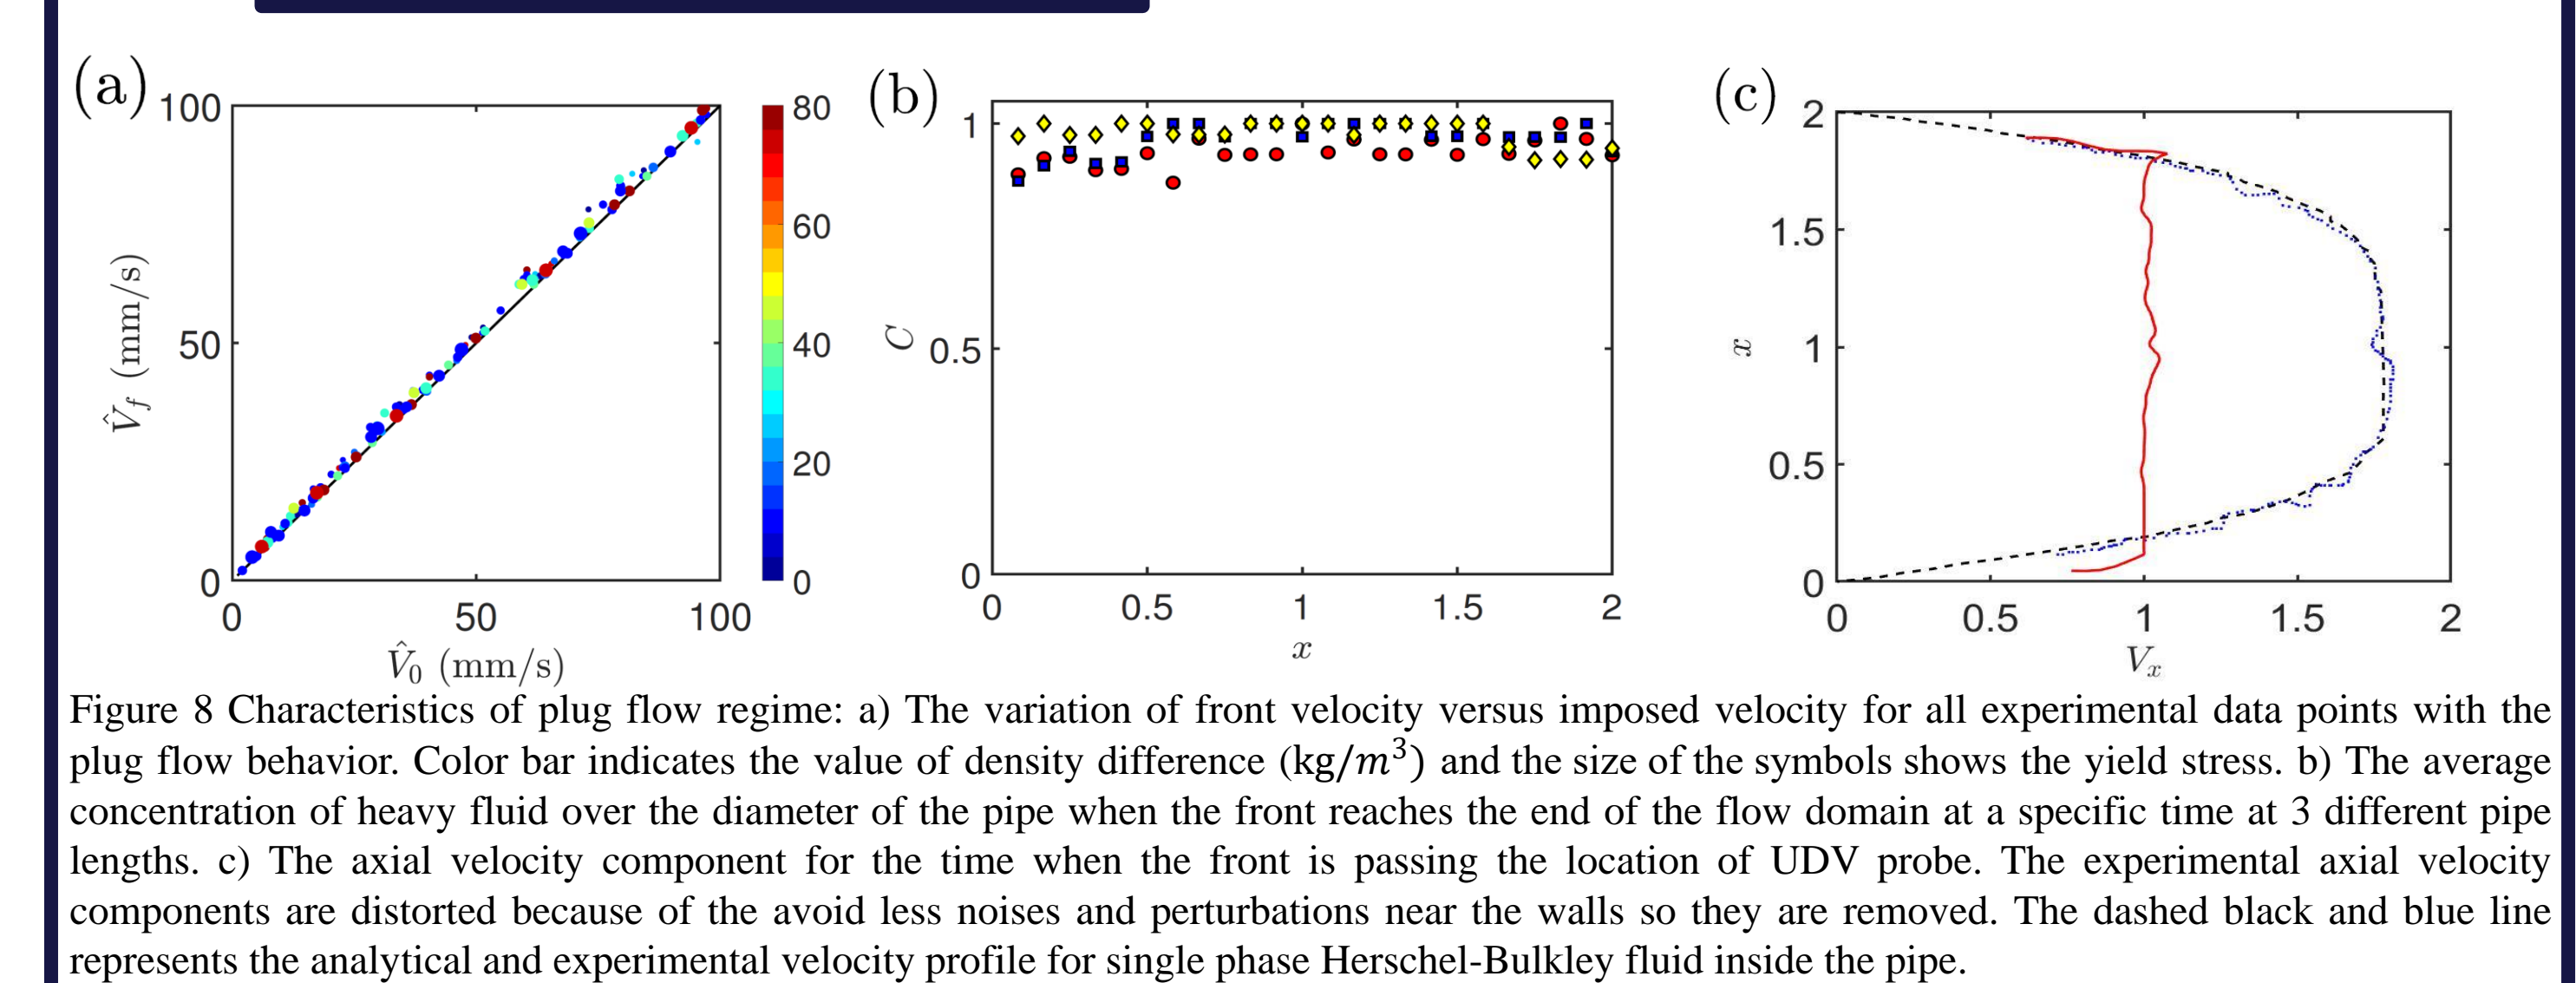 (a)
100
50
0
0
50
100
V̂f (mm/s)
V̂0 (mm/s)
80
60
40
20
0
(b)
1
0.5
0
0
0.5
1
1.5
2
C
x
(c)
2
1.5
1
0.5
0
0
0.5
1
1.5
2
x
Vx
Figure 8 Characteristics of plug flow regime: a) The variation of front velocity versus imposed velocity for all experimental data points with the
plug flow behavior. Color bar indicates the value of density difference (kg/m³) and the size of the symbols shows the yield stress. b) The average
concentration of heavy fluid over the diameter of the pipe when the front reaches the end of the flow domain at a specific time at 3 different pipe
lengths. c) The axial velocity component for the time when the front is passing the location of UDV probe. The experimental axial velocity
components are distorted because of the avoid less noises and perturbations near the walls so they are removed. The dashed black and blue line
represents the analytical and experimental velocity profile for single phase Herschel-Bulkley fluid inside the pipe.